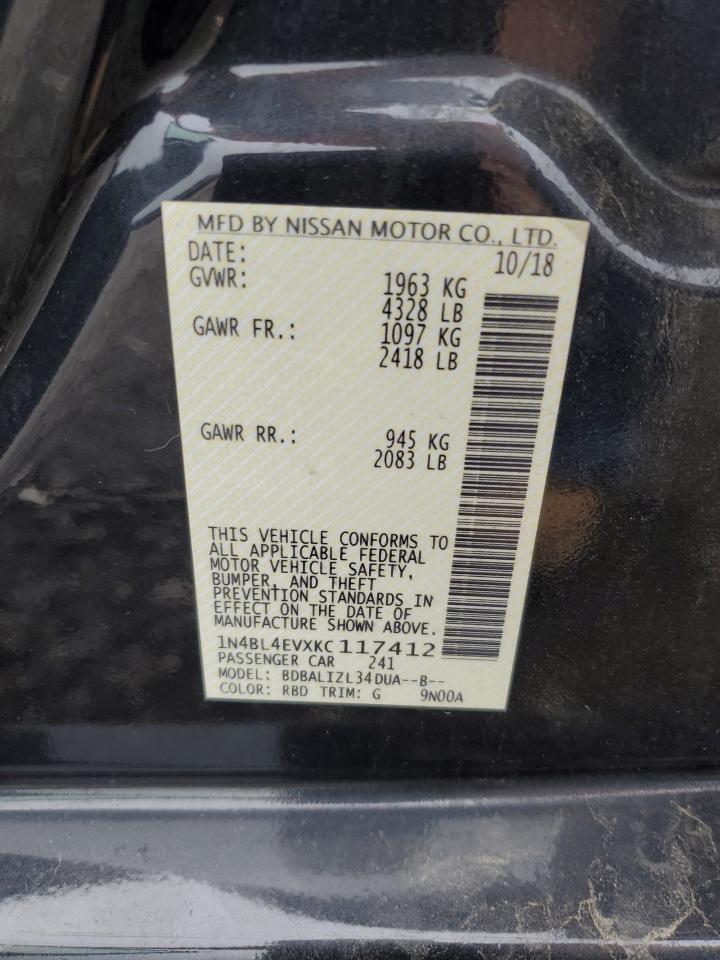 MFD BY NISSAN MOTOR CO., LTD.
DATE: 10/18
GVWR: 1963 KG
4328 LB
GAWR FR.: 1097 KG
2418 LB
GAWR RR.: 945 KG
2083 LB
THIS VEHICLE CONFORMS TO
ALL APPLICABLE FEDERAL
MOTOR VEHICLE SAFETY,
BUMPER, AND THEFT
PREVENTION STANDARDS IN
EFFECT ON THE DATE OF
MANUFACTURE SHOWN ABOVE.
1N4BL4EVXKC117412
PASSENGER CAR 241
MODEL: BDBALIZL34DUA--B--
COLOR: RBD TRIM: G 9N00A